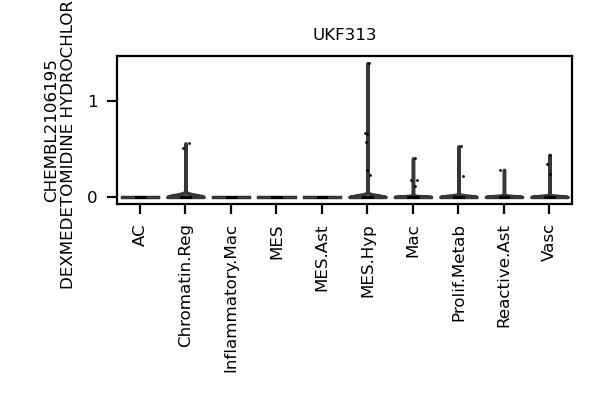 UKF313
CHEMBL2106195
DEXMEDETOMIDINE HYDROCHLOR
1
0
AC
Chromatin.Reg
Inflammatory.Mac
MES
MES.Ast
MES.Hyp
Mac
Prolif.Metab
Reactive.Ast
Vasc